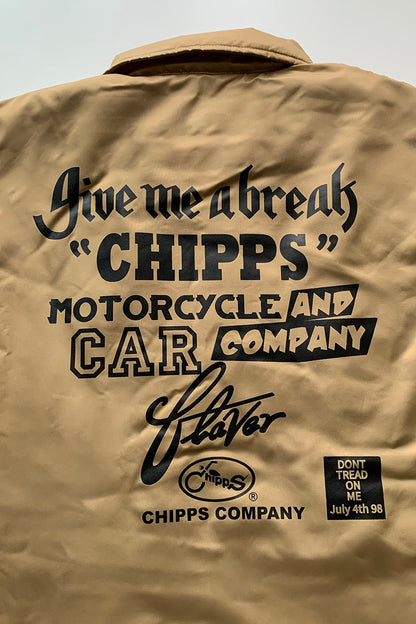 give me a break
"CHIPPS"
MOTORCYCLE AND
CAR COMPANY
flaver
CHIPPS
®
CHIPPS COMPANY
DONT
TREAD
ON
ME
July 4th 98